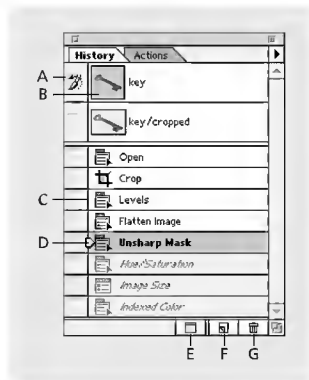 History Actions
A
key
B
key/cropped
Open
Crop
C Levels
Flatten Image
D Unsharp Mask
Hue/Saturation
Image Size
Indexed Color
E F G